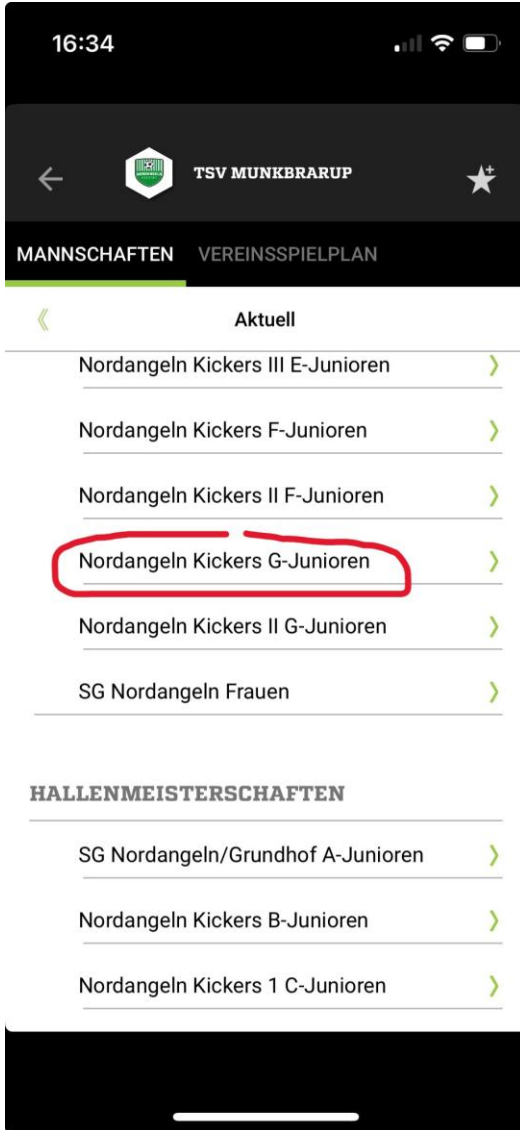 16:34
TSV MUNKBRARUP
MANNSCHAFTEN VEREINSSPIELPLAN
Aktuell
Nordangeln Kickers III E-Junioren
Nordangeln Kickers F-Junioren
Nordangeln Kickers II F-Junioren
Nordangeln Kickers G-Junioren
Nordangeln Kickers II G-Junioren
SG Nordangeln Frauen
HALLENMEISTERSCHAFTEN
SG Nordangeln/Grundhof A-Junioren
Nordangeln Kickers B-Junioren
Nordangeln Kickers 1 C-Junioren